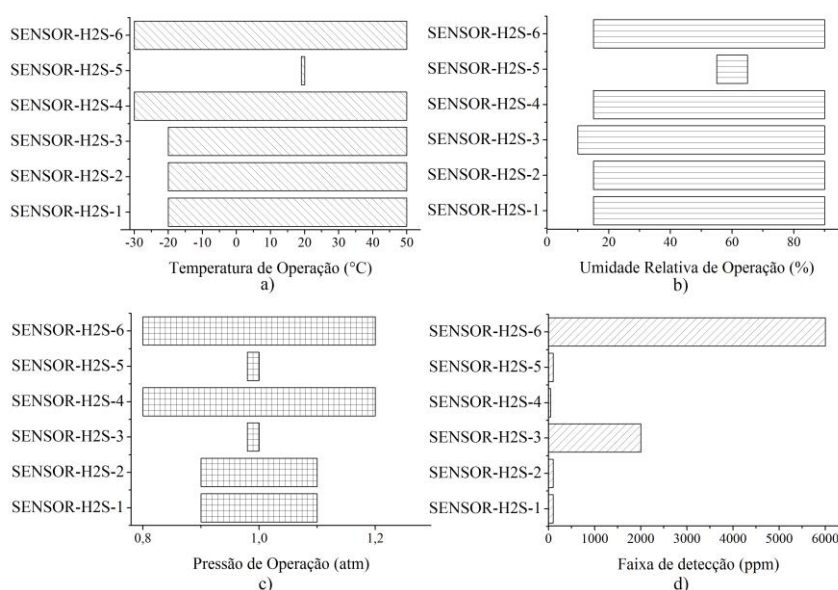 SENSOR-H2S-6
SENSOR-H2S-5
SENSOR-H2S-4
SENSOR-H2S-3
SENSOR-H2S-2
SENSOR-H2S-1
-30 -20 -10 0 10 20 30 40 50
Temperatura de Operação (°C)
a)
SENSOR-H2S-6
SENSOR-H2S-5
SENSOR-H2S-4
SENSOR-H2S-3
SENSOR-H2S-2
SENSOR-H2S-1
0 20 40 60 80
Umidade Relativa de Operação (%)
b)
SENSOR-H2S-6
SENSOR-H2S-5
SENSOR-H2S-4
SENSOR-H2S-3
SENSOR-H2S-2
SENSOR-H2S-1
0,8 1,0 1,2
Pressão de Operação (atm)
c)
SENSOR-H2S-6
SENSOR-H2S-5
SENSOR-H2S-4
SENSOR-H2S-3
SENSOR-H2S-2
SENSOR-H2S-1
0 1000 2000 3000 4000 5000 6000
Faixa de detecção (ppm)
d)